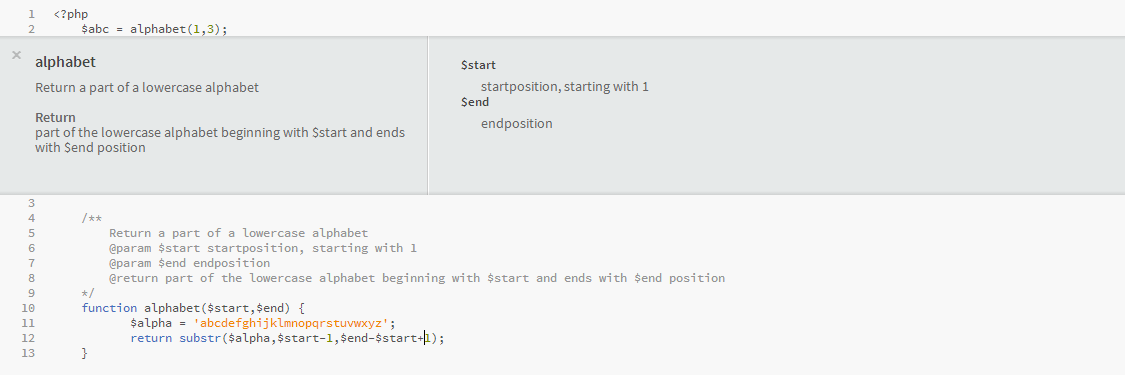 1 <?php
2 $abc = alphabet(1,3);
× alphabet
Return a part of a lowercase alphabet
Return
part of the lowercase alphabet beginning with $start and ends
with $end position
$start
startposition, starting with 1
$end
endposition
3
4 /**
5 Return a part of a lowercase alphabet
6 @param $start startposition, starting with 1
7 @param $end endposition
8 @return part of the lowercase alphabet beginning with $start and ends with $end position
9 */
10 function alphabet($start,$end) {
11 $alpha = 'abcdefghijklmnopqrstuvwxyz';
12 return substr($alpha,$start-1,$end-$start+1);
13 }